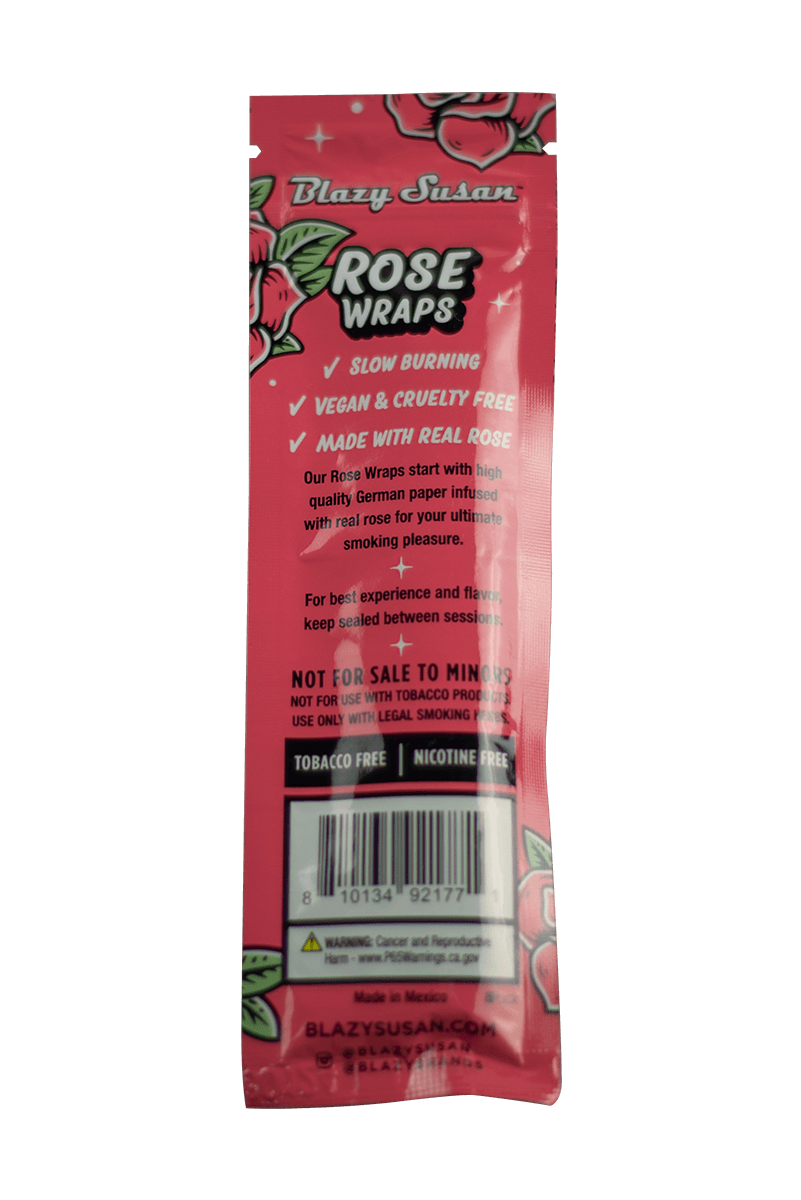 Blazy Susan™
ROSE
WRAPS
✓ SLOW BURNING
✓ VEGAN & CRUELTY FREE
✓ MADE WITH REAL ROSE
Our Rose Wraps start with high
quality German paper infused
with real rose for your ultimate
smoking pleasure.
For best experience and flavor,
keep sealed between sessions.
NOT FOR SALE TO MINORS
NOT FOR USE WITH TOBACCO PRODUCTS.
USE ONLY WITH LEGAL SMOKING HERBS.
TOBACCO FREE | NICOTINE FREE
8 10134 92177 1
WARNING: Cancer and Reproductive
Harm - www.P65Warnings.ca.gov
Made in Mexico
BLAZYSUSAN.COM
@BLAZYSUSAN
@BLAZYBRANDS